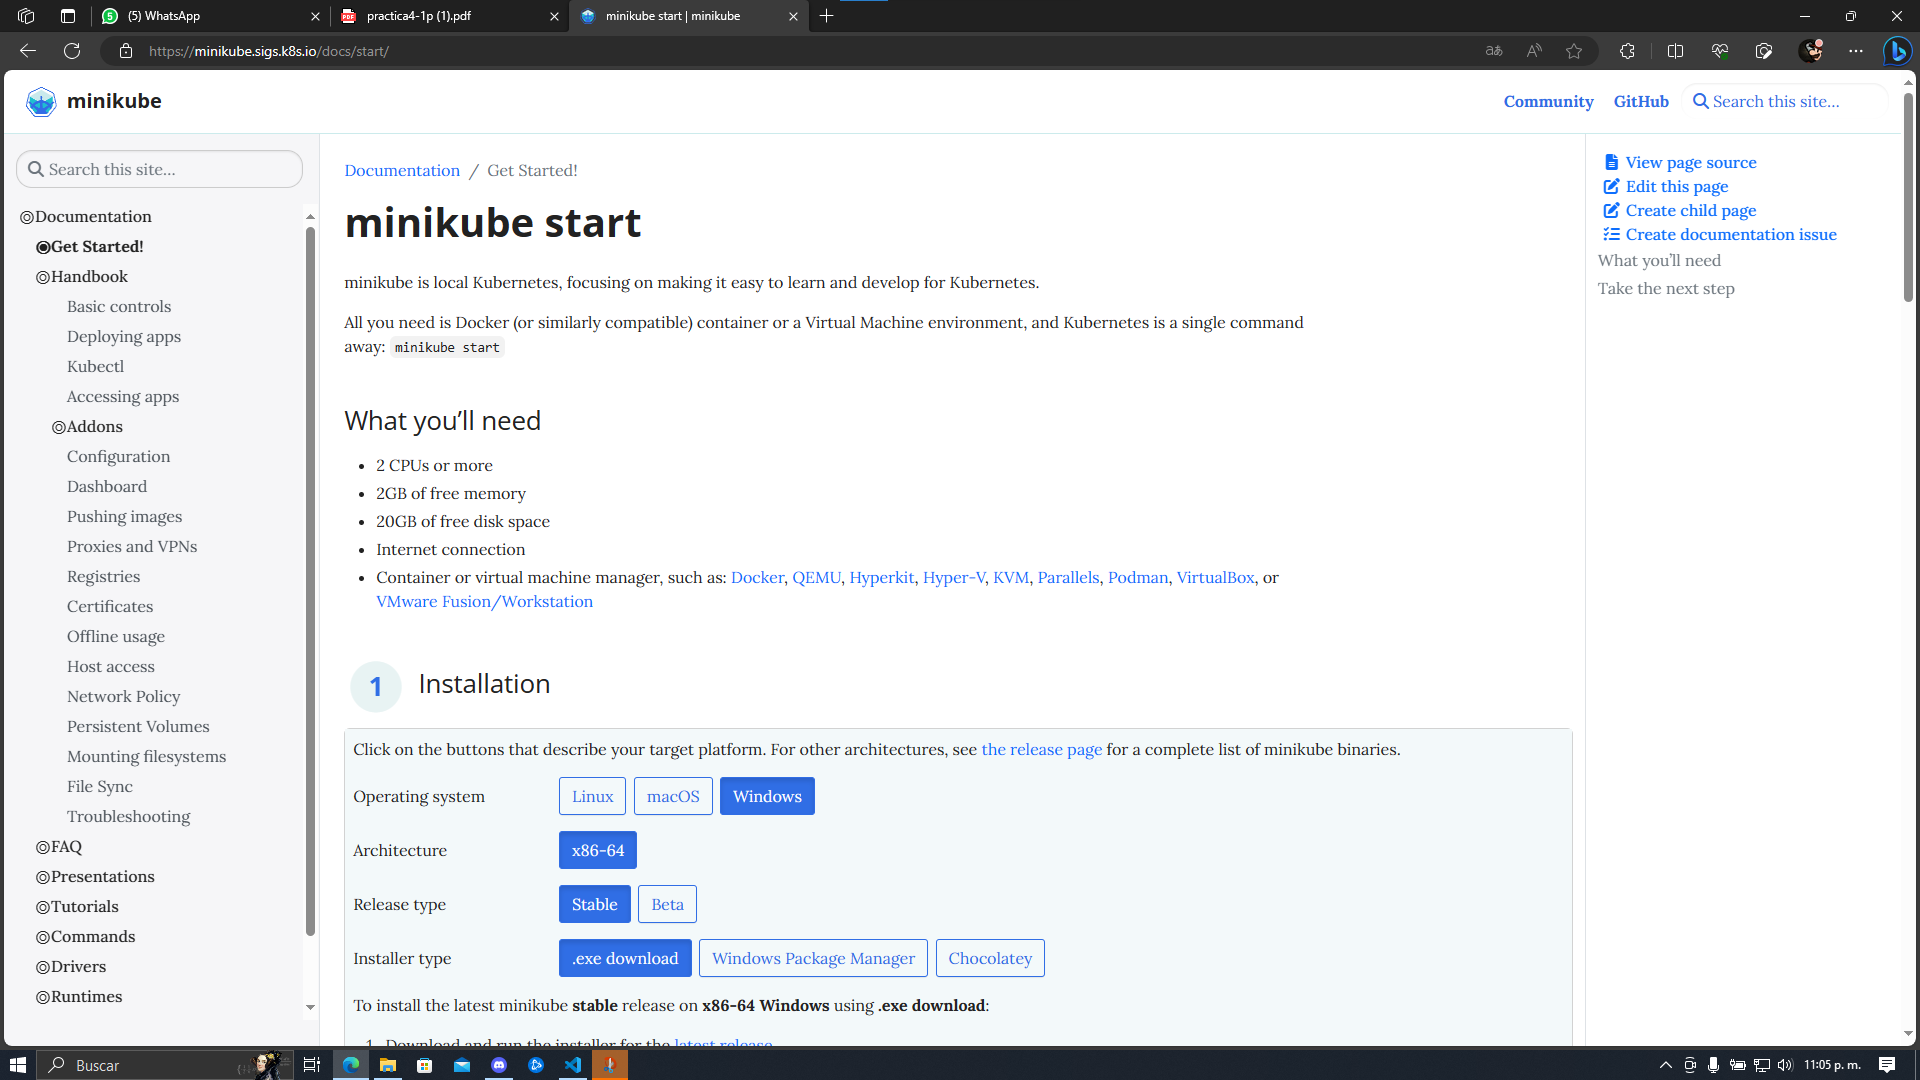 (5) WhatsApp
practica4-1p (1).pdf
minikube start | minikube
https://minikube.sigs.k8s.io/docs/start/
minikube
Community
GitHub
Search this site...
Search this site...
Documentation
Get Started!
Handbook
Basic controls
Deploying apps
Kubectl
Accessing apps
Addons
Configuration
Dashboard
Pushing images
Proxies and VPNs
Registries
Certificates
Offline usage
Host access
Network Policy
Persistent Volumes
Mounting filesystems
File Sync
Troubleshooting
FAQ
Presentations
Tutorials
Commands
Drivers
Runtimes
Documentation / Get Started!
minikube start
minikube is local Kubernetes, focusing on making it easy to learn and develop for Kubernetes.
All you need is Docker (or similarly compatible) container or a Virtual Machine environment, and Kubernetes is a single command
away: minikube start
What you’ll need
• 2 CPUs or more
• 2GB of free memory
• 20GB of free disk space
• Internet connection
• Container or virtual machine manager, such as: Docker, QEMU, Hyperkit, Hyper-V, KVM, Parallels, Podman, VirtualBox, or
VMware Fusion/Workstation
1 Installation
Click on the buttons that describe your target platform. For other architectures, see the release page for a complete list of minikube binaries.
Operating system Linux macOS Windows
Architecture x86-64
Release type Stable Beta
Installer type .exe download Windows Package Manager Chocolatey
To install the latest minikube stable release on x86-64 Windows using .exe download:
1. Download and run the installer for the latest release.
View page source
Edit this page
Create child page
Create documentation issue
What you’ll need
Take the next step
Buscar
11:05 p. m.